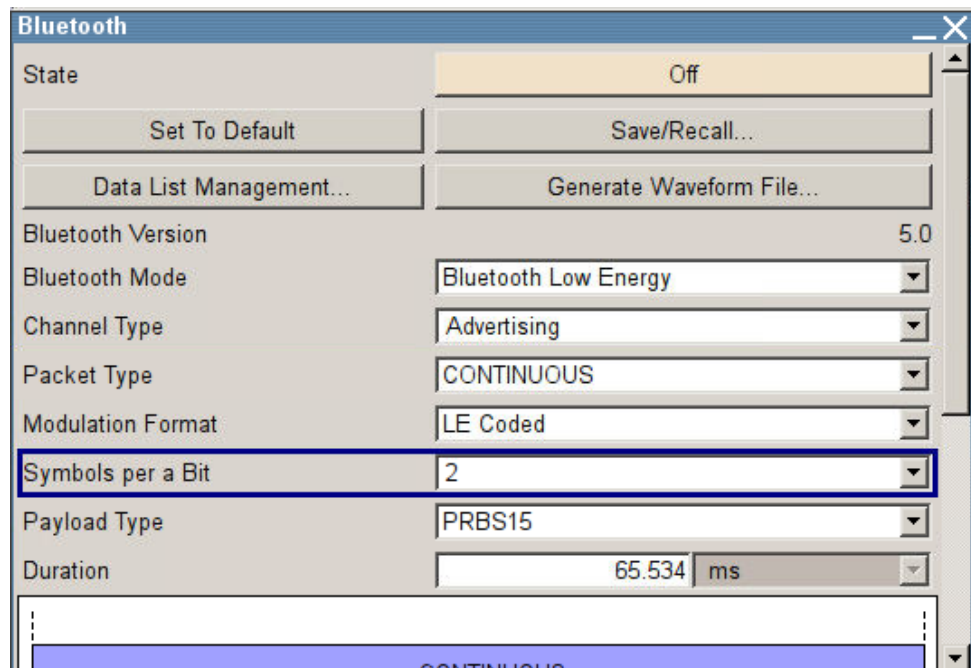 Bluetooth
State Off
Set To Default Save/Recall...
Data List Management... Generate Waveform File...
Bluetooth Version 5.0
Bluetooth Mode Bluetooth Low Energy
Channel Type Advertising
Packet Type CONTINUOUS
Modulation Format LE Coded
Symbols per a Bit 2
Payload Type PRBS15
Duration 65.534 ms
CONTINUOUS